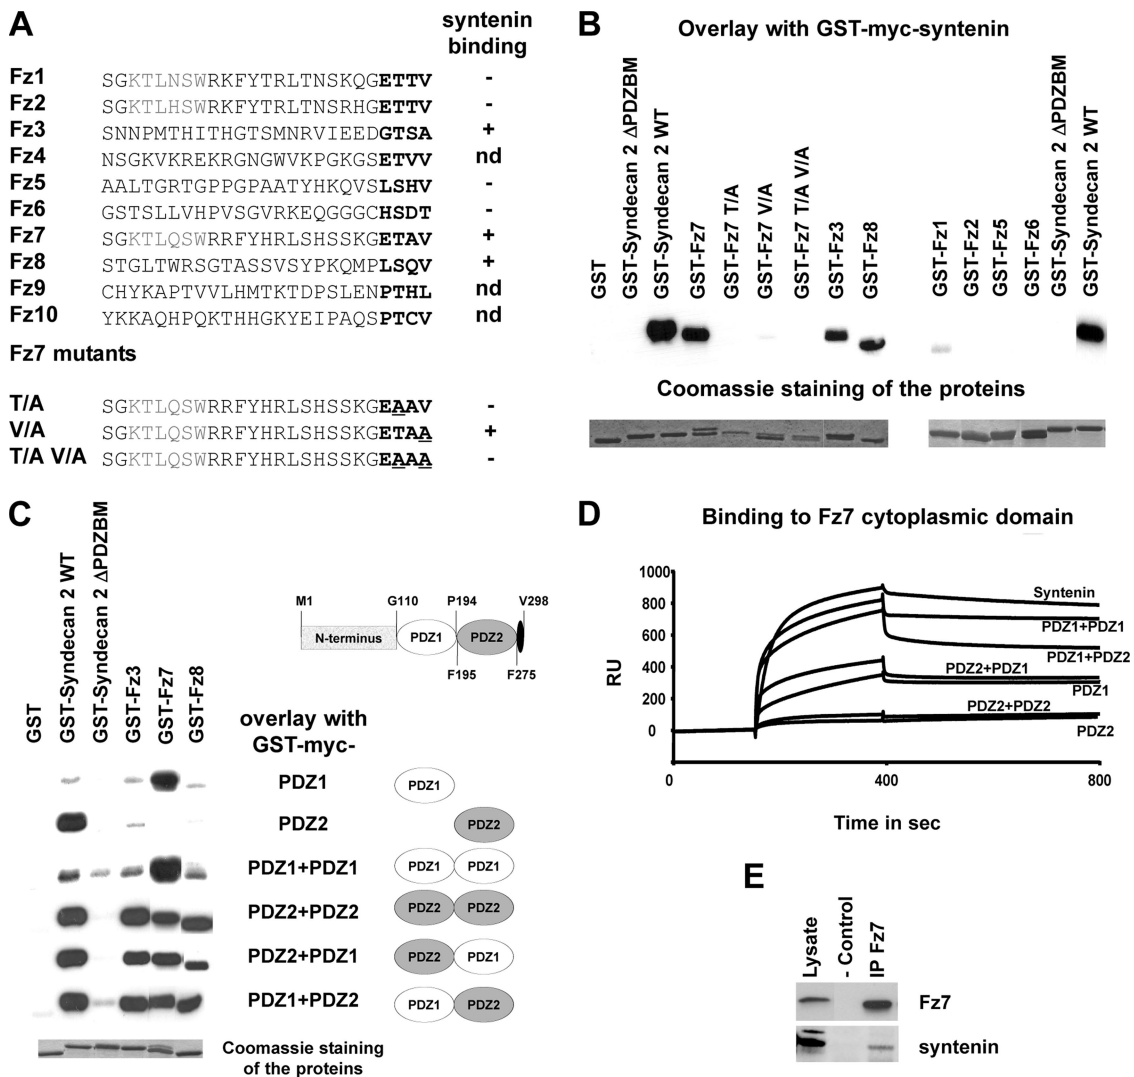 A
syntenin
binding
Fz1 SGKTLNSWRKFYTRLTNSKQGETTV -
Fz2 SGKTLHSWRKFYTRLTNSRHGETTV -
Fz3 SNNPMTHITHGTSMNRVIEEDGTSA +
Fz4 NSGKVKREKRGNGWVKPGKGSETVV nd
Fz5 AALTGRTGPPGPAATYHKQVSLSHV -
Fz6 GSTSLLVHPVSGVRKEQGGGCHSDT -
Fz7 SGKTLQSWRRFYHRLSHSSKGETAV +
Fz8 STGLTWRSGTASSVSYPKQMPLSQV +
Fz9 CHYKAPTVVLHMTKTDPSLENPTHL nd
Fz10 YKKAQHPQKTHHGKYEIPAQSPTCV nd
Fz7 mutants
T/A SGKTLQSWRRFYHRLSHSSKGEAAV -
V/A SGKTLQSWRRFYHRLSHSSKGETAA +
T/A V/A SGKTLQSWRRFYHRLSHSSKGEAAA -
B
Overlay with GST-myc-syntenin
GST
GST-Syndecan 2 ΔPDZBM
GST-Syndecan 2 WT
GST-Fz7
GST-Fz7 T/A
GST-Fz7 V/A
GST-Fz7 T/A V/A
GST-Fz3
GST-Fz8
GST-Fz1
GST-Fz2
GST-Fz5
GST-Fz6
GST-Syndecan 2 ΔPDZBM
GST-Syndecan 2 WT
Coomassie staining of the proteins
C
GST
GST-Syndecan 2 WT
GST-Syndecan 2 ΔPDZBM
GST-Fz3
GST-Fz7
GST-Fz8
M1 G110 P194 V298
N-terminus PDZ1 PDZ2
F195 F275
overlay with
GST-myc-
PDZ1 PDZ1
PDZ2 PDZ2
PDZ1+PDZ1 PDZ1 PDZ1
PDZ2+PDZ2 PDZ2 PDZ2
PDZ2+PDZ1 PDZ2 PDZ1
PDZ1+PDZ2 PDZ1 PDZ2
Coomassie staining
of the proteins
D
Binding to Fz7 cytoplasmic domain
RU
1000
800
600
400
200
0
Syntenin
PDZ1+PDZ1
PDZ1+PDZ2
PDZ2+PDZ1
PDZ1
PDZ2+PDZ2
PDZ2
0 400 800
Time in sec
E
Lysate
- Control
IP Fz7
Fz7
syntenin